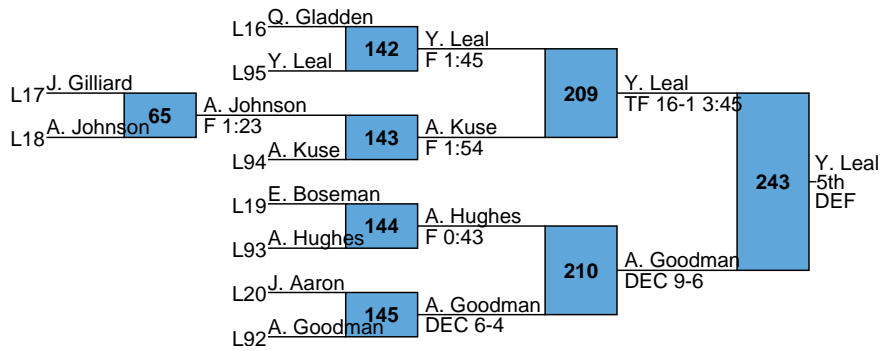 Q. Gladden
L16
142
Y. Leal
F 1:45
Y. Leal
L95
J. Gilliard
L17
65
A. Johnson
F 1:23
A. Johnson
L18
143
A. Kuse
F 1:54
A. Kuse
L94
209
Y. Leal
TF 16-1 3:45
E. Boseman
L19
144
A. Hughes
F 0:43
A. Hughes
L93
J. Aaron
L20
145
A. Goodman
DEC 6-4
A. Goodman
L92
210
A. Goodman
DEC 9-6
243
Y. Leal
5th
DEF